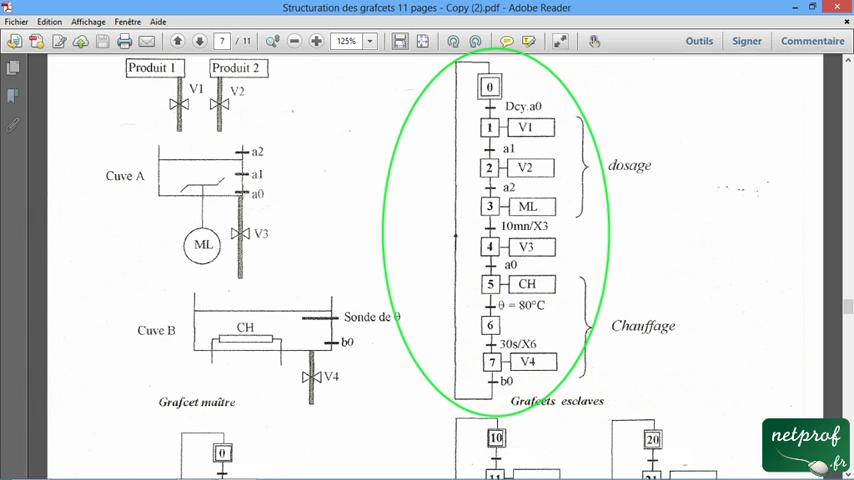 Structuration des grafcets 11 pages - Copy (2).pdf - Adobe Reader
Fichier Edition Affichage Fenêtre Aide
7 / 11 125% Outils Signer Commentaire
Produit 1 Produit 2
V1 V2
a2
Cuve A a1
a0
ML V3
Sonde de θ
Cuve B CH
b0
V4
0
Dcy.a0
1 V1
a1
2 V2
a2
3 ML
10mn/X3
4 V3
a0
5 CH
θ = 80°C
6
30s/X6
7 V4
b0
dosage
Chauffage
Grafcet maître Grafcets esclaves
0 10 20
11 21
netprof
.fr